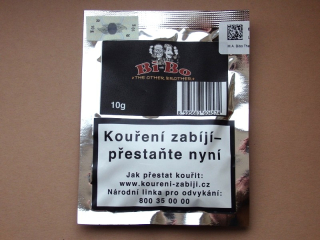 Bi-Bo
THE OTHER BROTHER
10g
Kouření zabíjí–
přestaňte nyní
Jak přestat kouřit:
www.koureni-zabiji.cz
Národní linka pro odvykání:
800 35 00 00